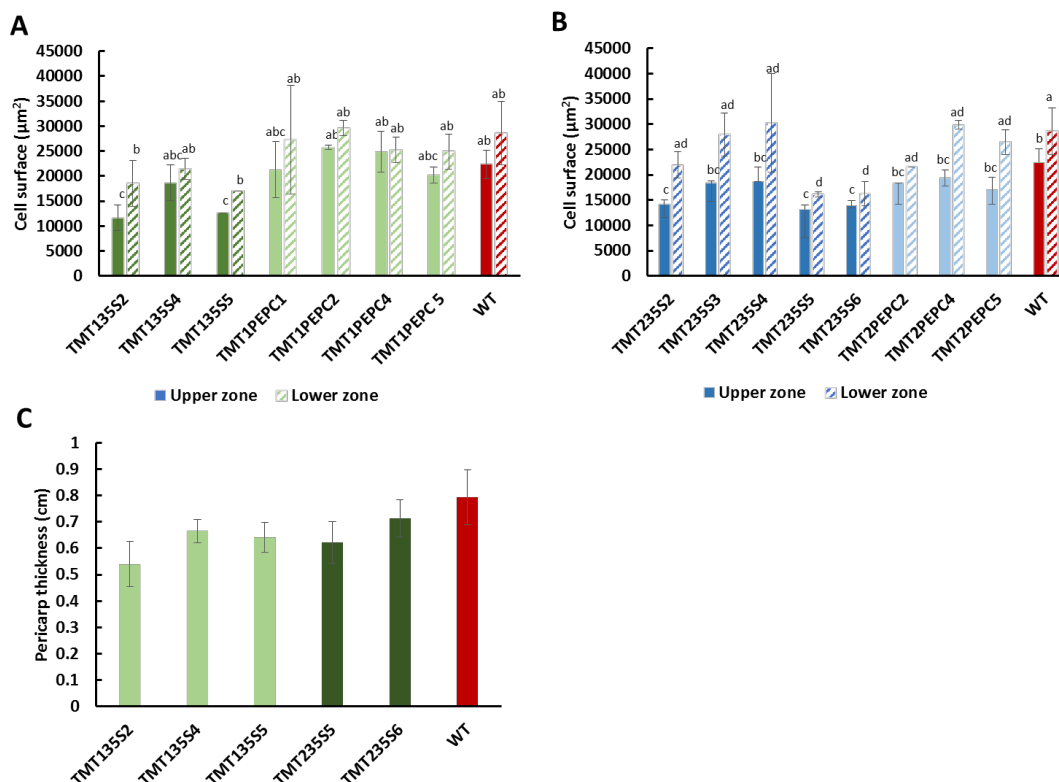 A
45000
40000
35000
30000
25000
20000
15000
10000
5000
0
Cell surface (µm²)
c b abc ab c b abc ab ab ab ab ab abc ab ab ab
TMT135S2 TMT135S4 TMT135S5 TMT1PEPC1 TMT1PEPC2 TMT1PEPC4 TMT1PEPC 5 WT
Upper zone Lower zone
B
45000
40000
35000
30000
25000
20000
15000
10000
5000
0
Cell surface (µm²)
c ad bc ad bc ad c d c d bc ad bc ad bc ad b a
TMT235S2 TMT235S3 TMT235S4 TMT235S5 TMT235S6 TMT2PEPC2 TMT2PEPC4 TMT2PEPC5 WT
Upper zone Lower zone
C
1
0.9
0.8
0.7
0.6
0.5
0.4
0.3
0.2
0.1
0
Pericarp thickness (cm)
TMT135S2 TMT135S4 TMT135S5 TMT235S5 TMT235S6 WT